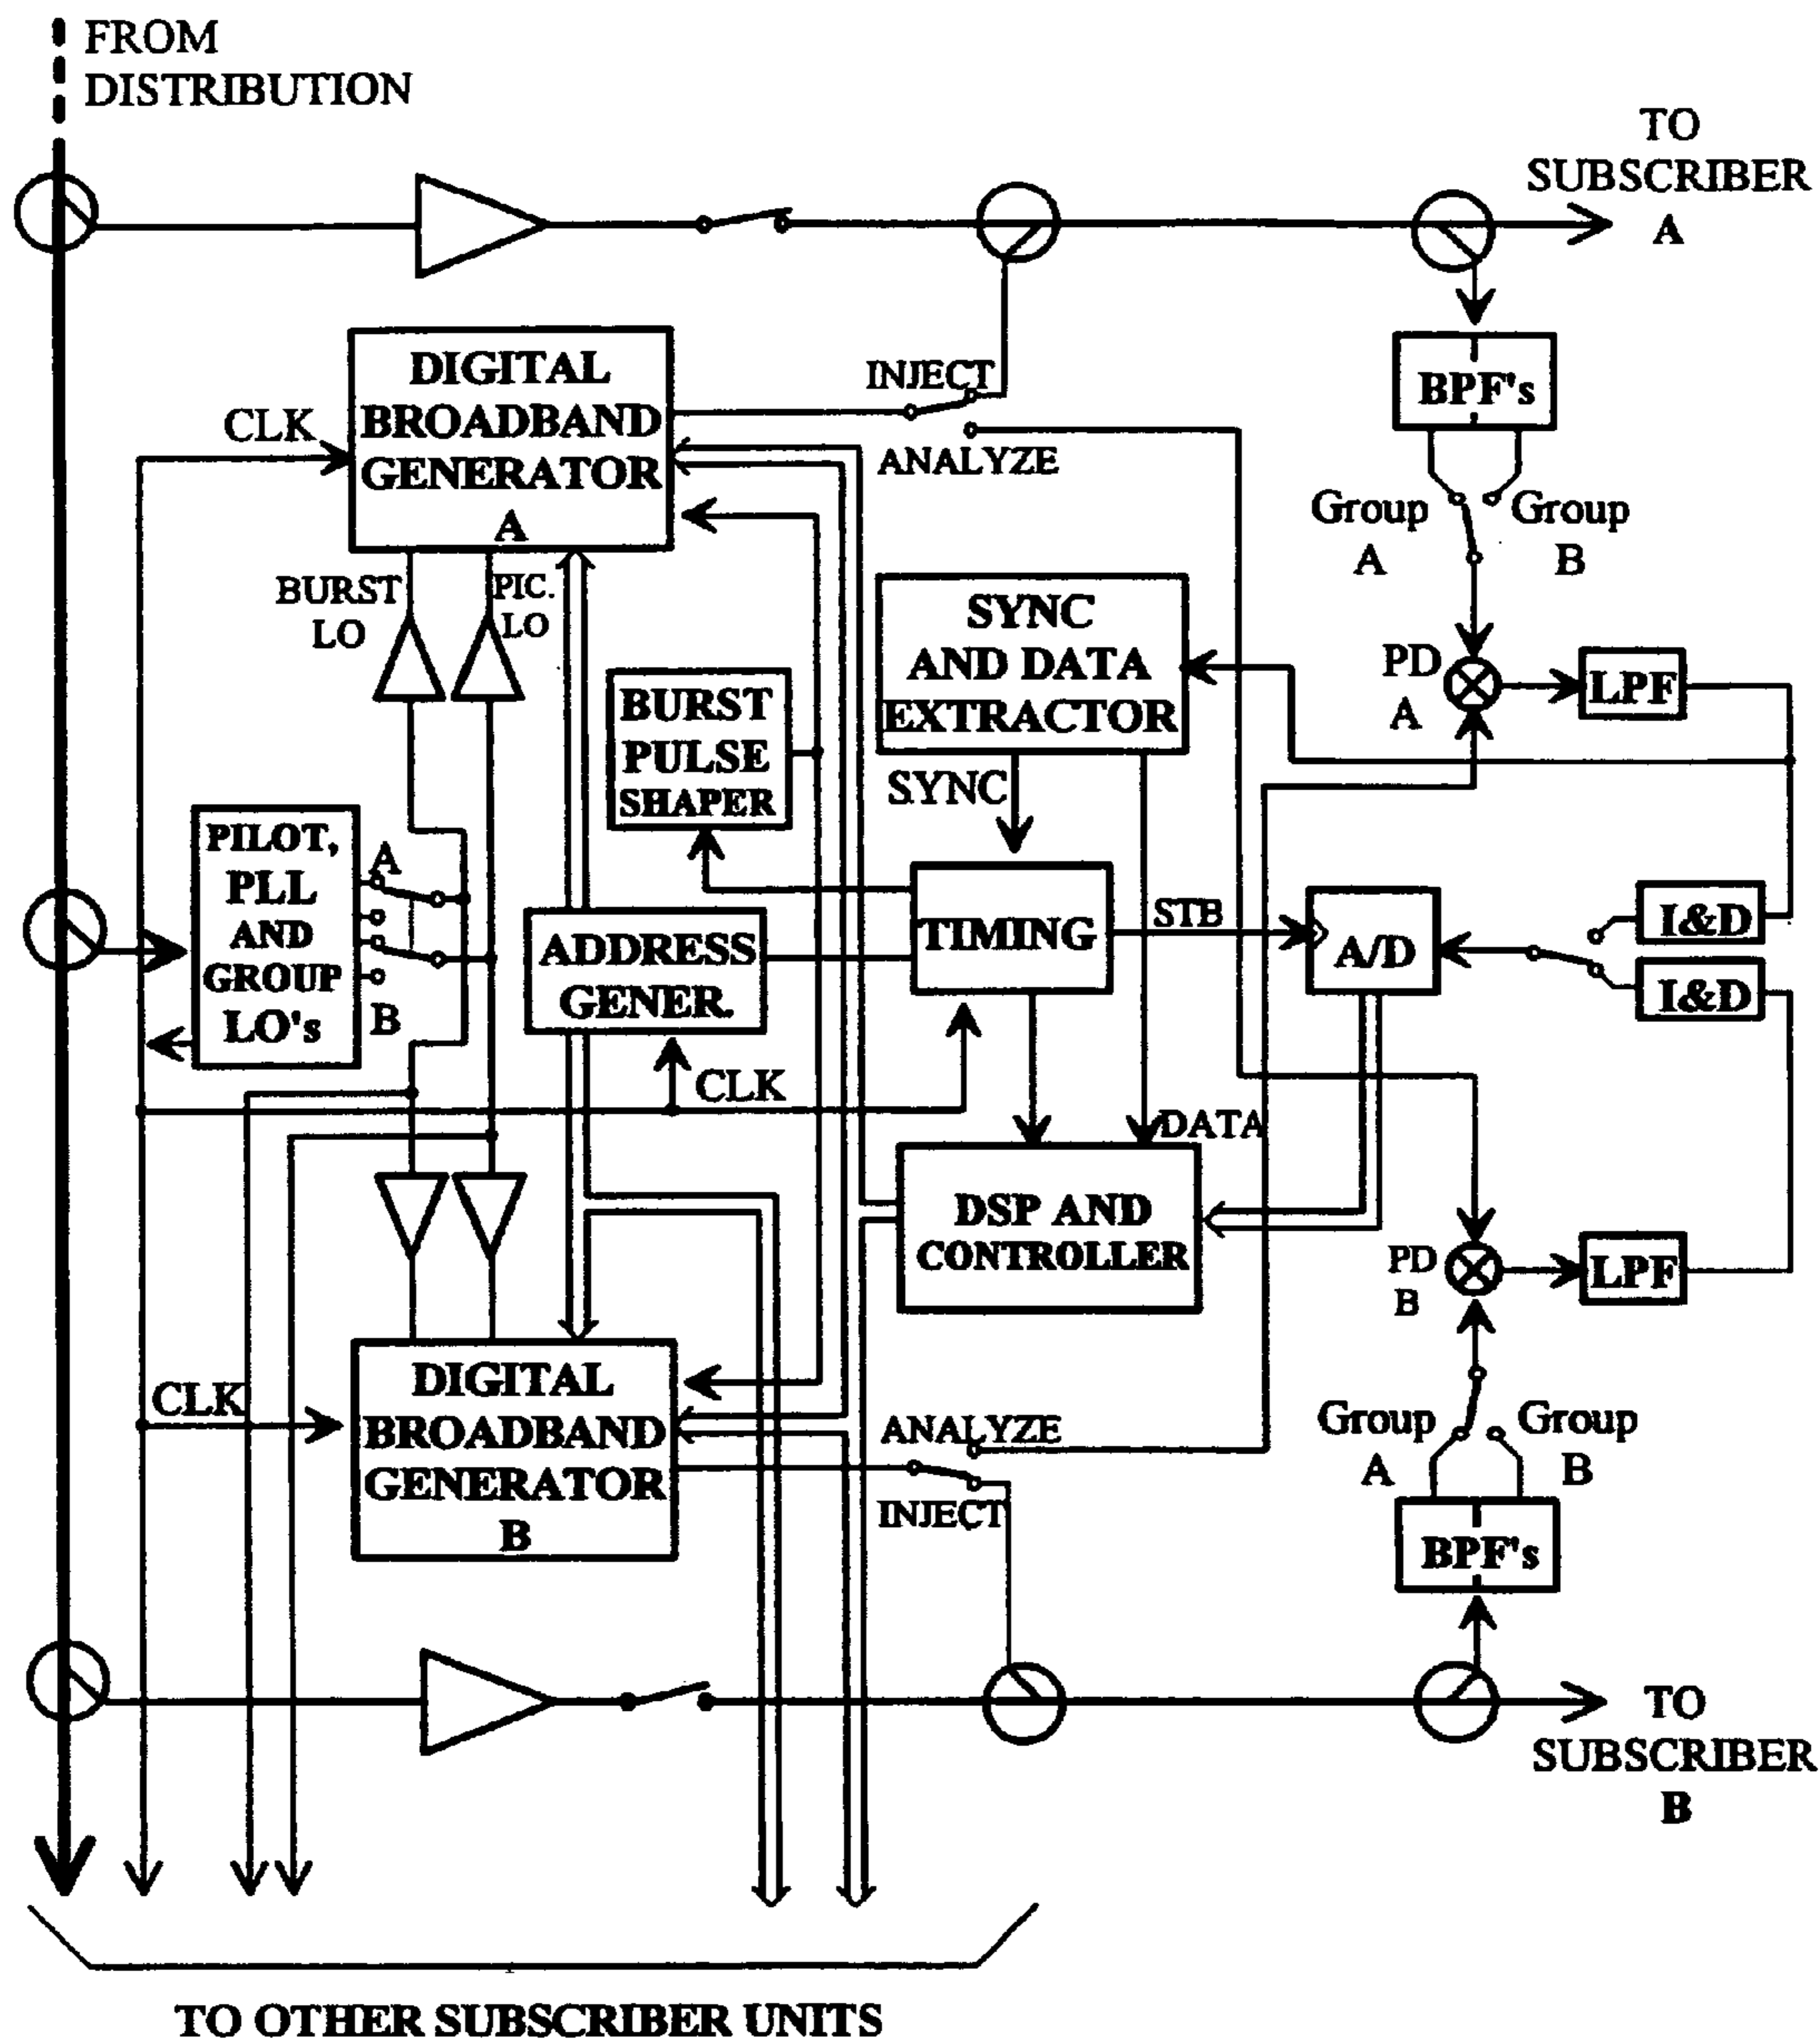 FROM
DISTRIBUTION
TO
SUBSCRIBER
A
DIGITAL
BROADBAND
GENERATOR
A
CLK
INJECT
ANALYZE
BPF's
Group
A
Group
B
BURST
LO
PIC.
LO
SYNC
AND DATA
EXTRACTOR
BURST
PULSE
SHAPER
PD
A
LPF
SYNC
PILOT,
PLL
AND
GROUP
LO's
A
B
TIMING
STB
A/D
I&D
I&D
ADDRESS
GENER.
CLK
DATA
DSP AND
CONTROLLER
PD
B
LPF
DIGITAL
BROADBAND
GENERATOR
B
CLK
ANALYZE
INJECT
Group
A
Group
B
BPF's
TO
SUBSCRIBER
B
TO OTHER SUBSCRIBER UNITS